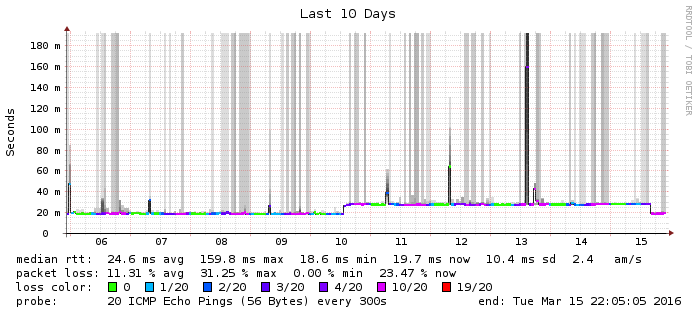 Last 10 Days
RRDTOOL / TOBI OETIKER
Seconds
180 m
160 m
140 m
120 m
100 m
80 m
60 m
40 m
20 m
0
06 07 08 09 10 11 12 13 14 15
median rtt: 24.6 ms avg 159.8 ms max 18.6 ms min 19.7 ms now 10.4 ms sd 2.4 am/s
packet loss: 11.31 % avg 31.25 % max 0.00 % min 23.47 % now
loss color: 0 1/20 2/20 3/20 4/20 10/20 19/20
probe: 20 ICMP Echo Pings (56 Bytes) every 300s end: Tue Mar 15 22:05:05 2016